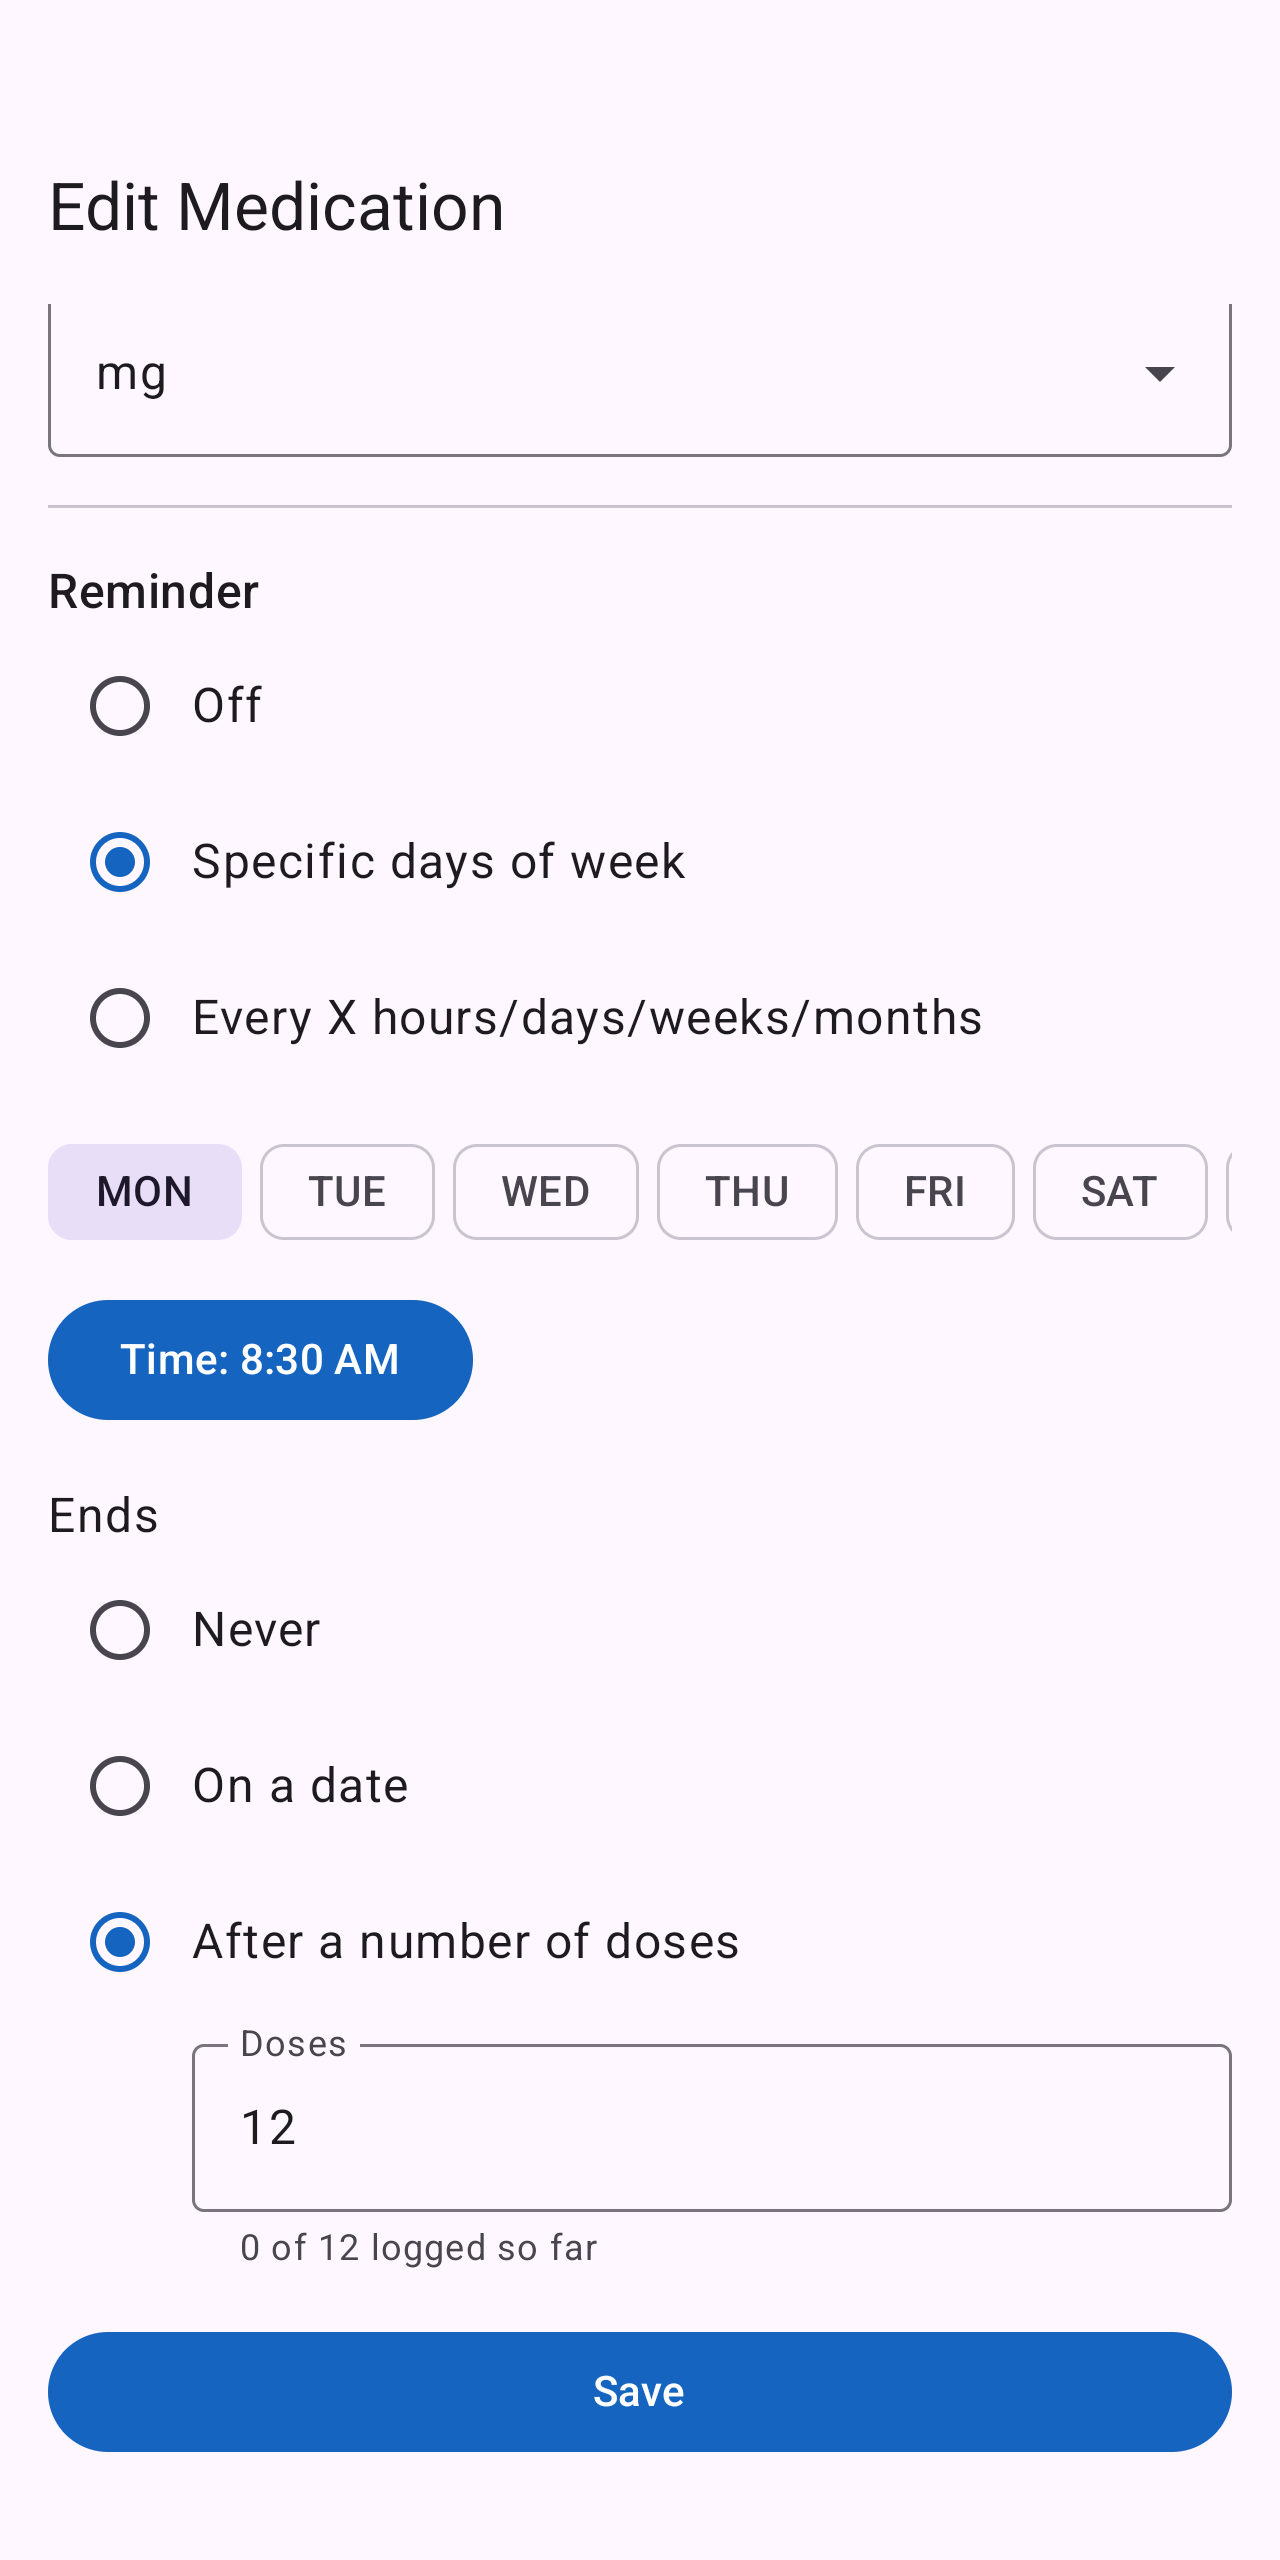 Edit Medication
mg
Reminder
Off
Specific days of week
Every X hours/days/weeks/months
MON TUE WED THU FRI SAT
Time: 8:30 AM
Ends
Never
On a date
After a number of doses
Doses
12
0 of 12 logged so far
Save